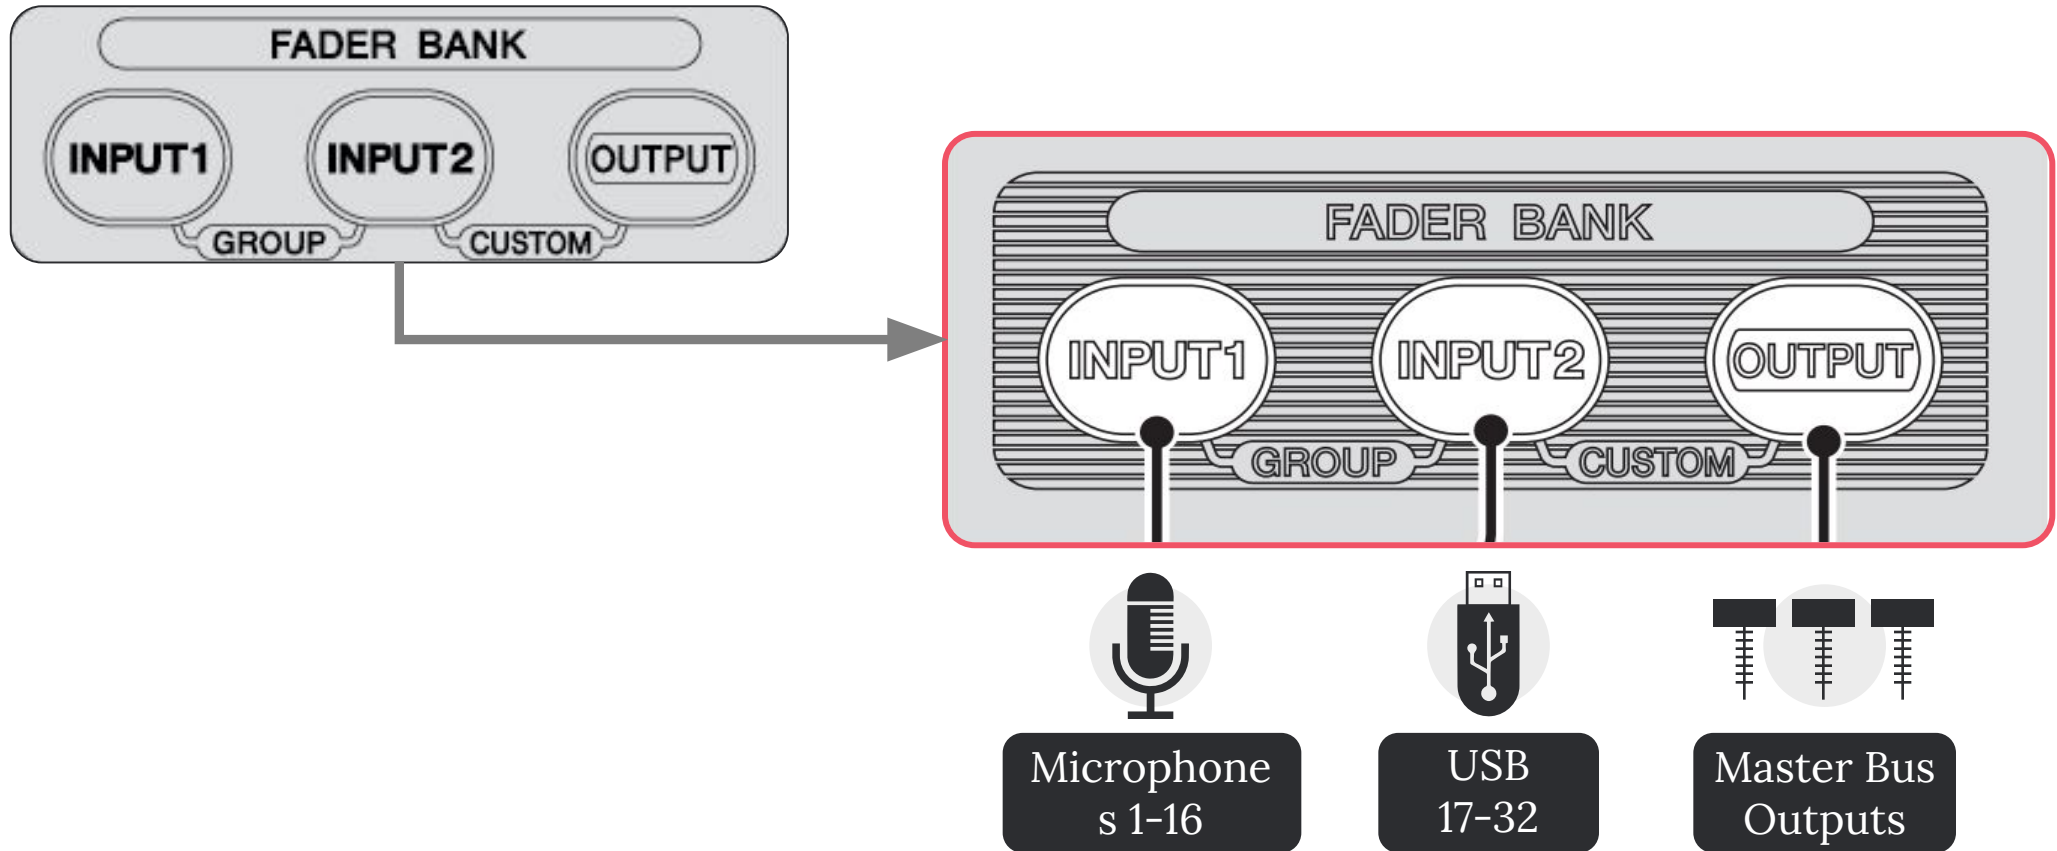 FADER BANK
INPUT1
INPUT2
OUTPUT
GROUP
CUSTOM
FADER BANK
INPUT1
INPUT2
OUTPUT
GROUP
CUSTOM
Microphone
s 1-16
USB
17-32
Master Bus
Outputs